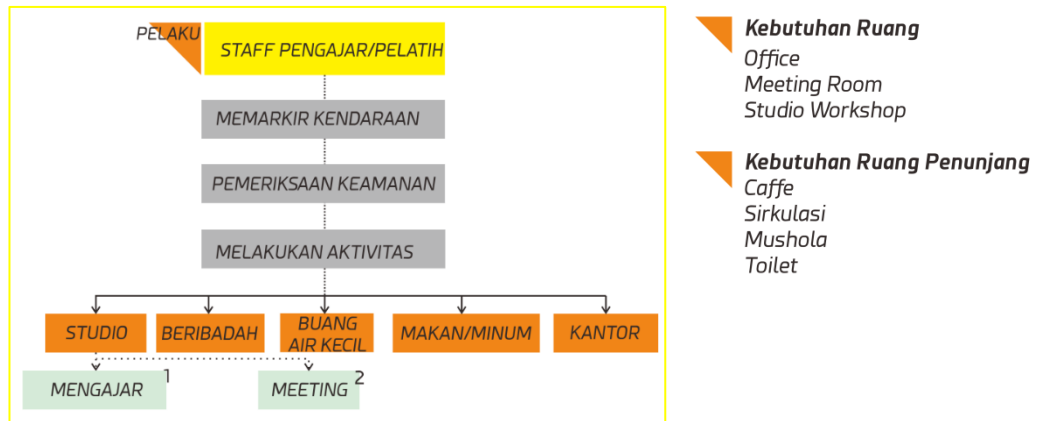 PELAKU
STAFF PENGAJAR/PELATIH
MEMARKIR KENDARAAN
PEMERIKSAAN KEAMANAN
MELAKUKAN AKTIVITAS
STUDIO
BERIBADAH
BUANG
AIR KECIL
MAKAN/MINUM
KANTOR
MENGAJAR 1
MEETING 2
Kebutuhan Ruang
Office
Meeting Room
Studio Workshop
Kebutuhan Ruang Penunjang
Caffe
Sirkulasi
Mushola
Toilet